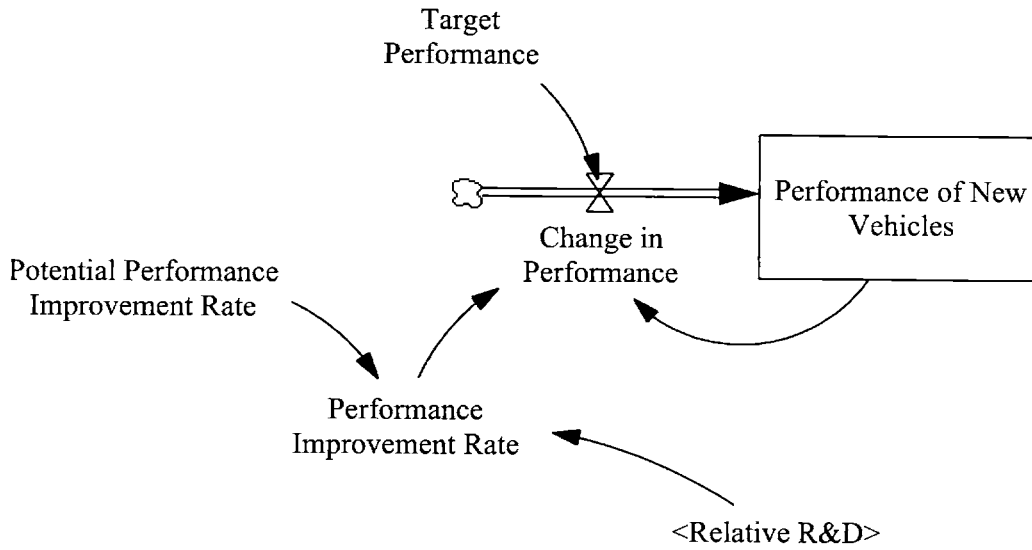 Target
Performance
Performance of New
Vehicles
Change in
Performance
Potential Performance
Improvement Rate
Performance
Improvement Rate
<Relative R&D>